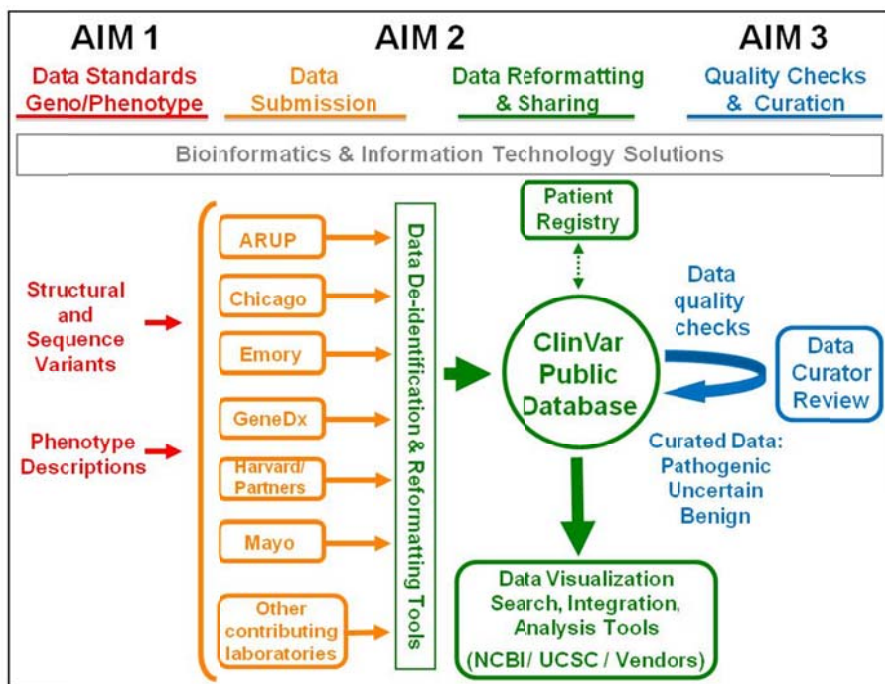 AIM 1
AIM 2
AIM 3
Data Standards
Geno/Phenotype
Data
Submission
Data Reformatting
& Sharing
Quality Checks
& Curation
Bioinformatics & Information Technology Solutions
Structural
and
Sequence
Variants
Phenotype
Descriptions
ARUP
Chicago
Emory
GeneDx
Harvard/
Partners
Mayo
Other
contributing
laboratories
Data De-identification & Reformatting Tools
Patient
Registry
ClinVar
Public
Database
Data Visualization
Search, Integration,
Analysis Tools
(NCBI/ UCSC / Vendors)
Data
quality
checks
Data
Curator
Review
Curated Data:
Pathogenic
Uncertain
Benign